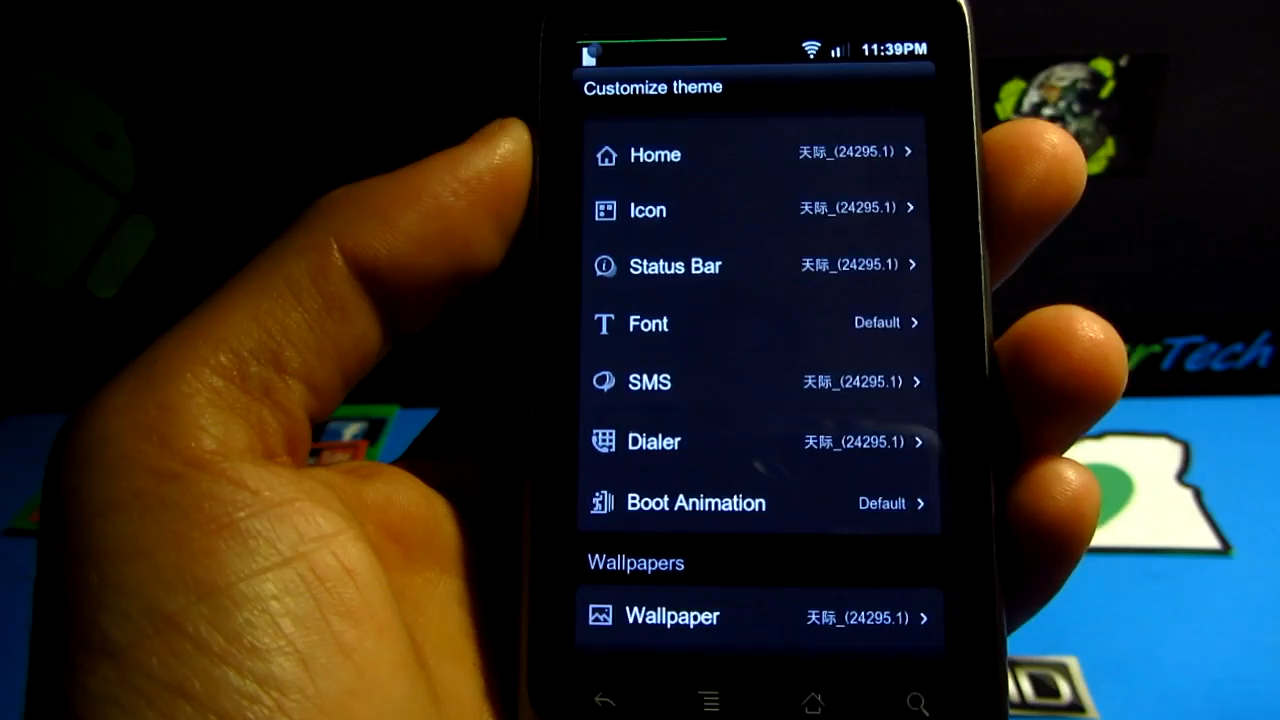 11:39PM
Customize theme
Home 天际_(24295.1)
Icon 天际_(24295.1)
Status Bar 天际_(24295.1)
Font Default
SMS 天际_(24295.1)
Dialer 天际_(24295.1)
Boot Animation Default
Wallpapers
Wallpaper 天际_(24295.1)
rTech